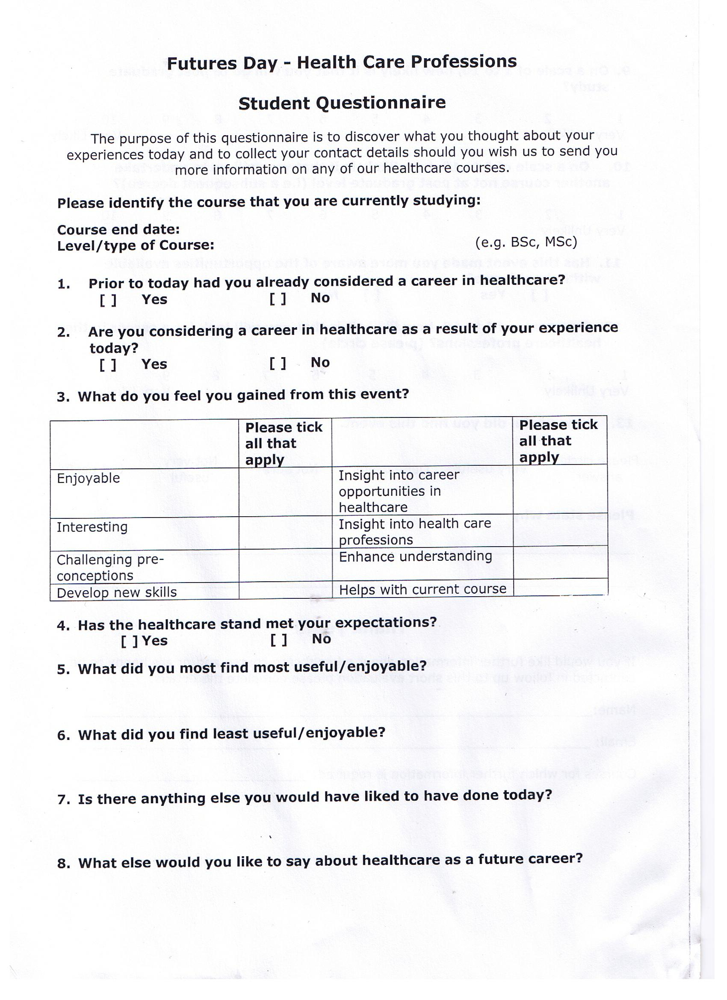 Futures Day - Health Care Professions
Student Questionnaire
The purpose of this questionnaire is to discover what you thought about your
experiences today and to collect your contact details should you wish us to send you
more information on any of our healthcare courses.
Please identify the course that you are currently studying:
Course end date:
Level/type of Course: (e.g. BSc, MSc)
1. Prior to today had you already considered a career in healthcare?
[ ] Yes [ ] No
2. Are you considering a career in healthcare as a result of your experience
today?
[ ] Yes [ ] No
3. What do you feel you gained from this event?
Please tick
all that
apply
Please tick
all that
apply
Enjoyable
Insight into career
opportunities in
healthcare
Interesting
Insight into health care
professions
Challenging pre-
conceptions
Enhance understanding
Develop new skills
Helps with current course
4. Has the healthcare stand met your expectations?
[ ] Yes [ ] No
5. What did you most find most useful/enjoyable?
6. What did you find least useful/enjoyable?
7. Is there anything else you would have liked to have done today?
8. What else would you like to say about healthcare as a future career?